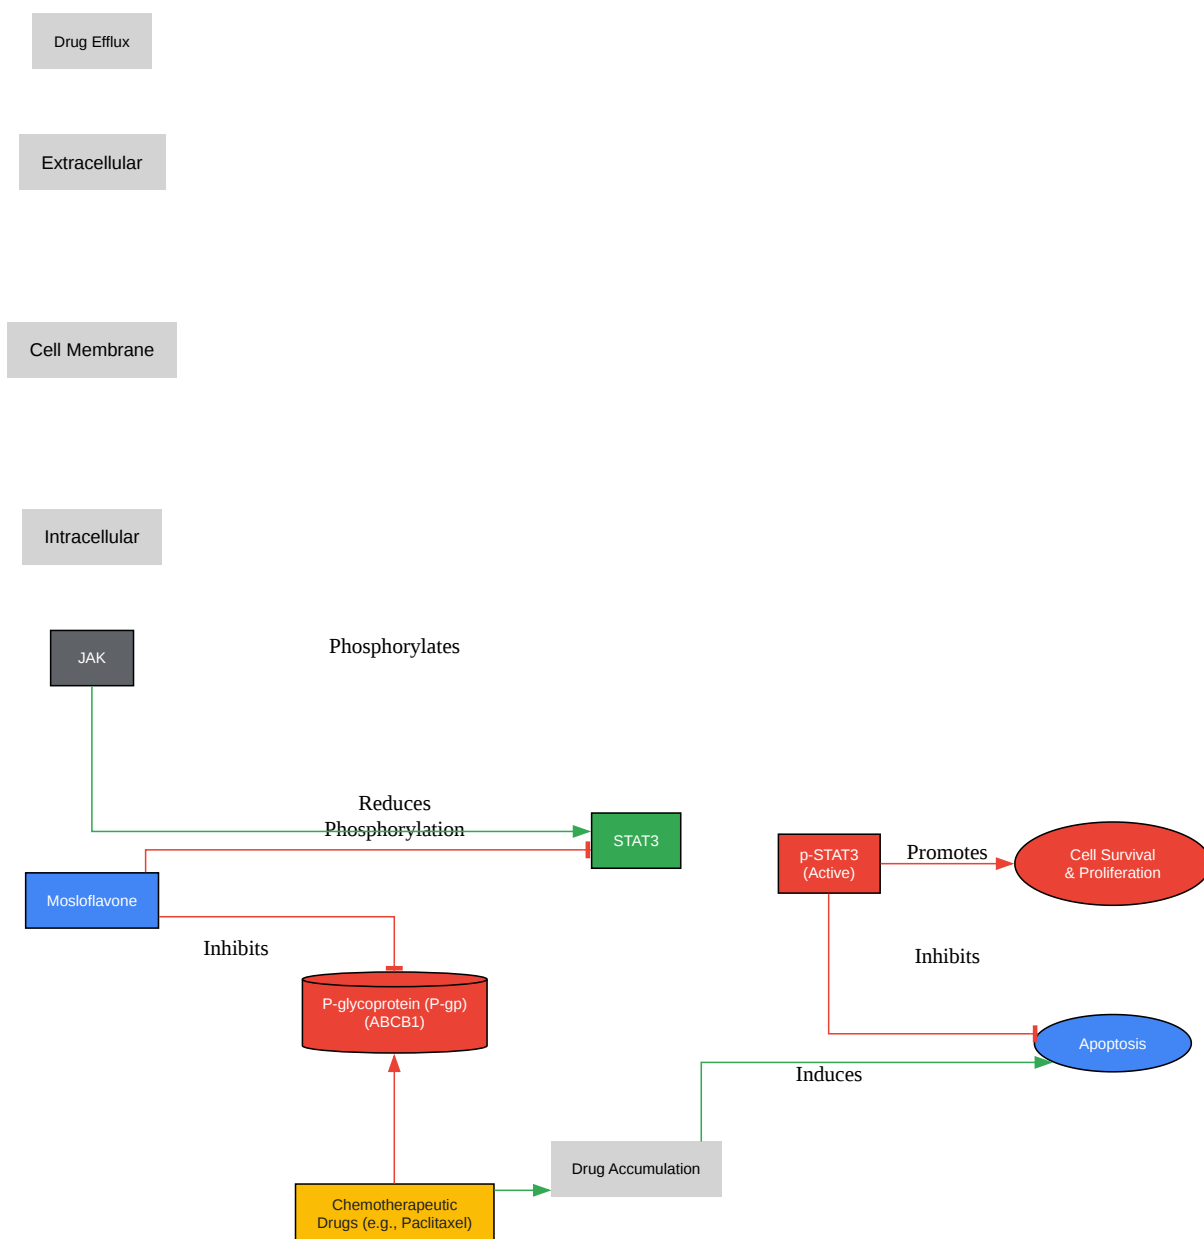 Drug Efflux
Extracellular
Cell Membrane
Intracellular
JAK
Phosphorylates
Reduces
Phosphorylation
STAT3
p-STAT3
(Active)
Promotes
Cell Survival
& Proliferation
Mosloflavone
Inhibits
Inhibits
P-glycoprotein (P-gp)
(ABCB1)
Apoptosis
Induces
Drug Accumulation
Chemotherapeutic
Drugs (e.g., Paclitaxel)